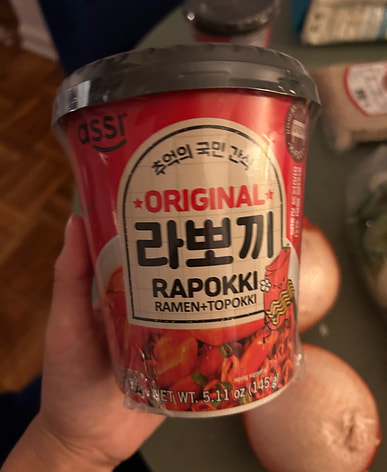 assi
추억의 국민 간식
ORIGINAL
라뽀끼
RAPOKKI
RAMEN+TOPOKKI
NET WT. 5.11 oz (145g)